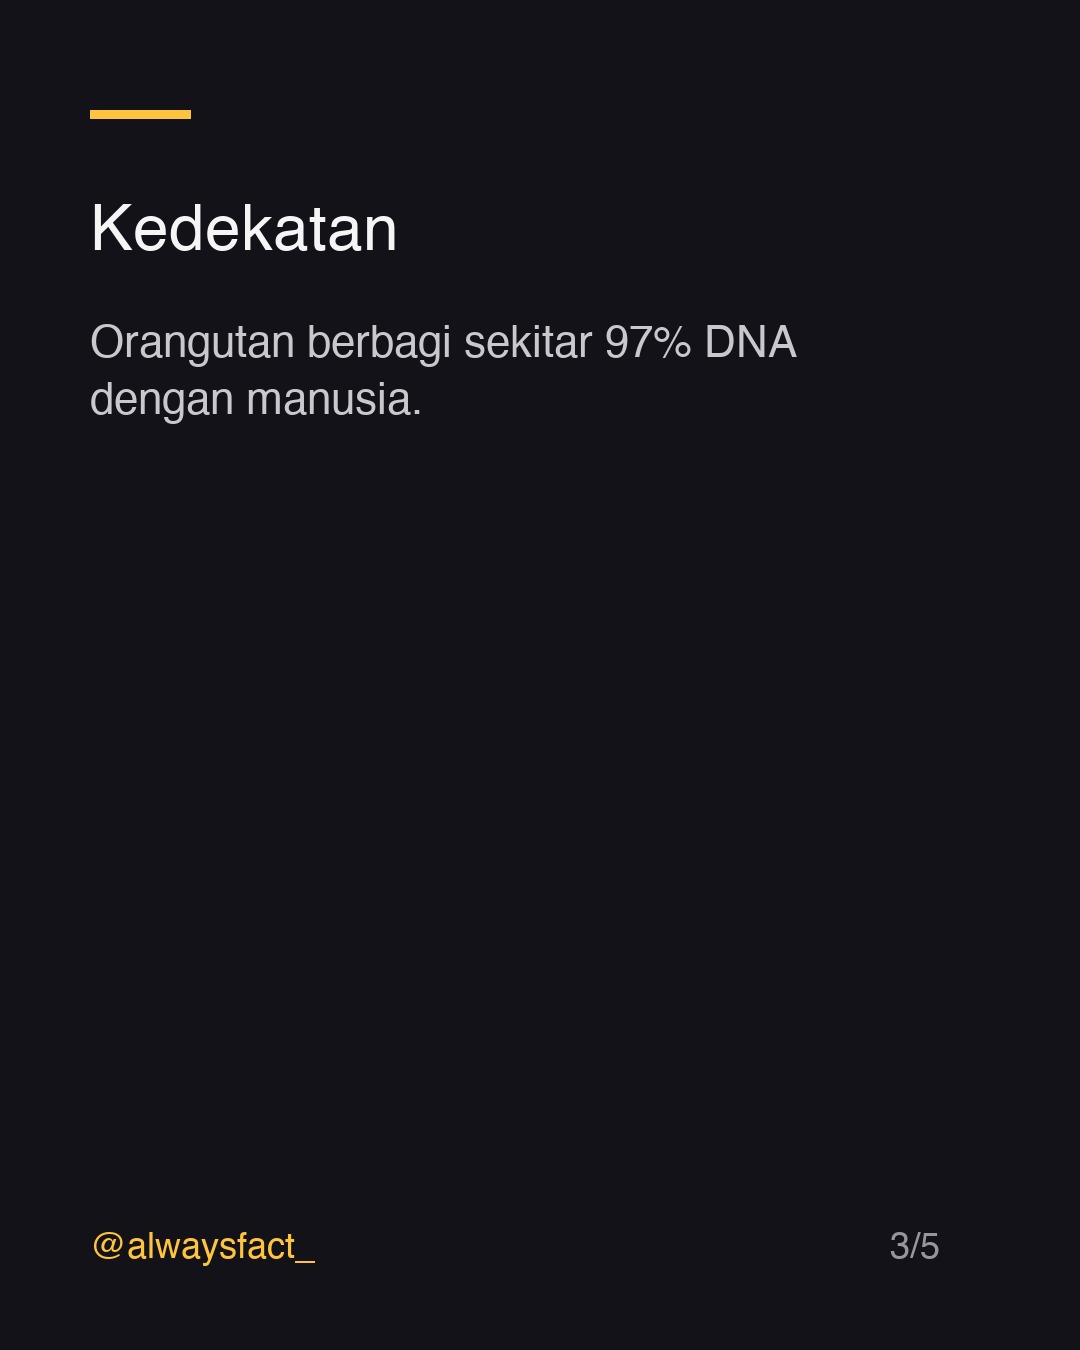 Kedekatan
Orangutan berbagi sekitar 97% DNA
dengan manusia.
@alwaysfact_
3/5